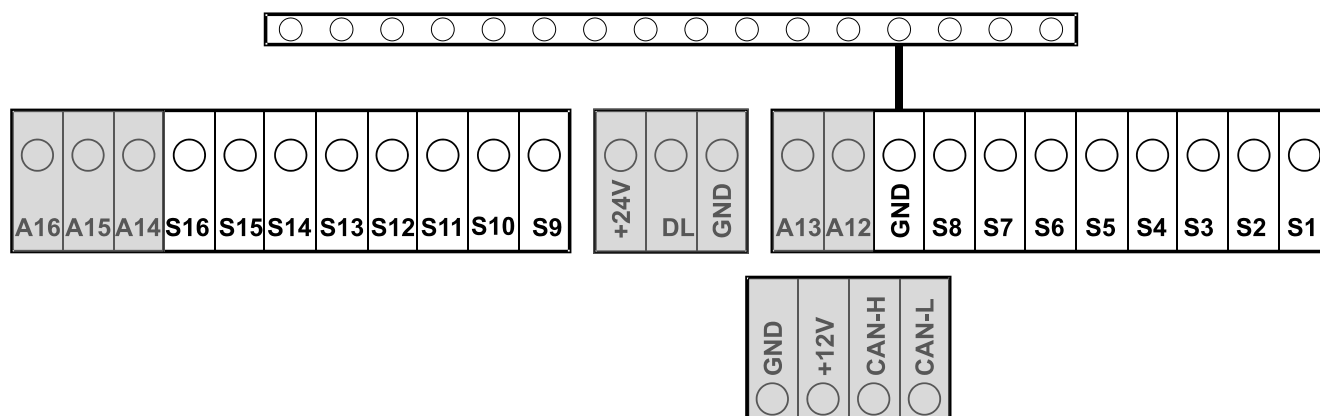 A16 A15 A14 S16 S15 S14 S13 S12 S11 S10 S9
+24V DL GND
A13 A12 GND S8 S7 S6 S5 S4 S3 S2 S1
GND +12V CAN-H CAN-L